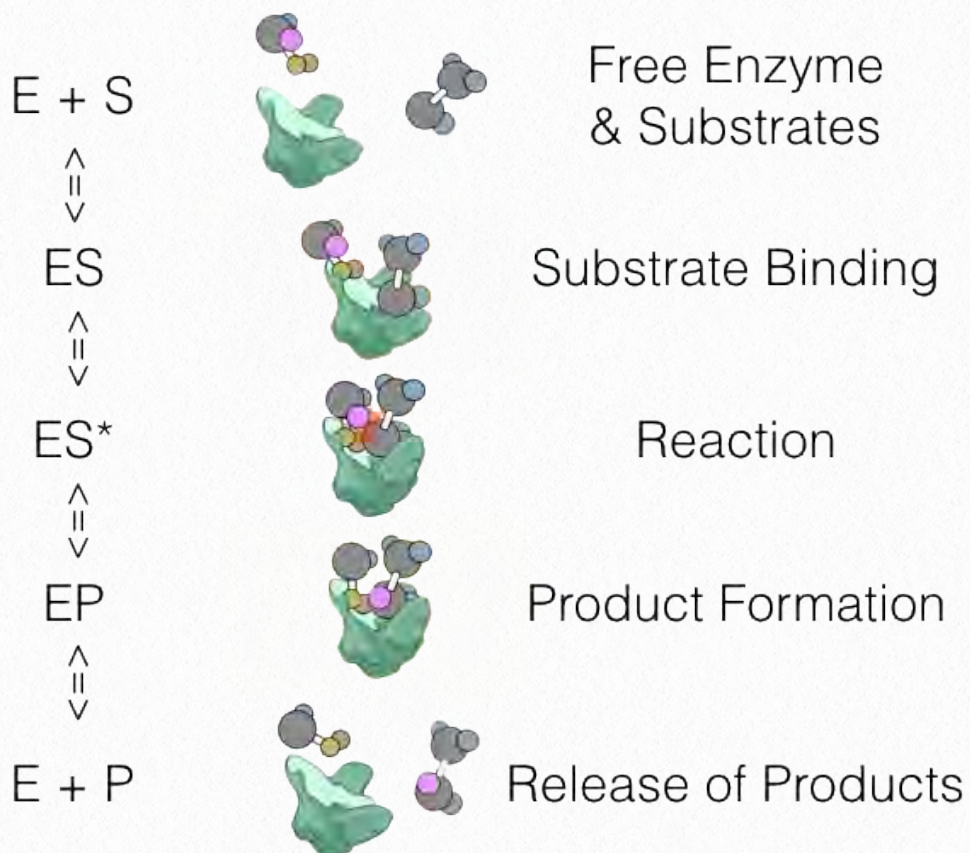 E + S
Free Enzyme
& Substrates
<=>
ES
Substrate Binding
<=>
ES*
Reaction
<=>
EP
Product Formation
<=>
E + P
Release of Products